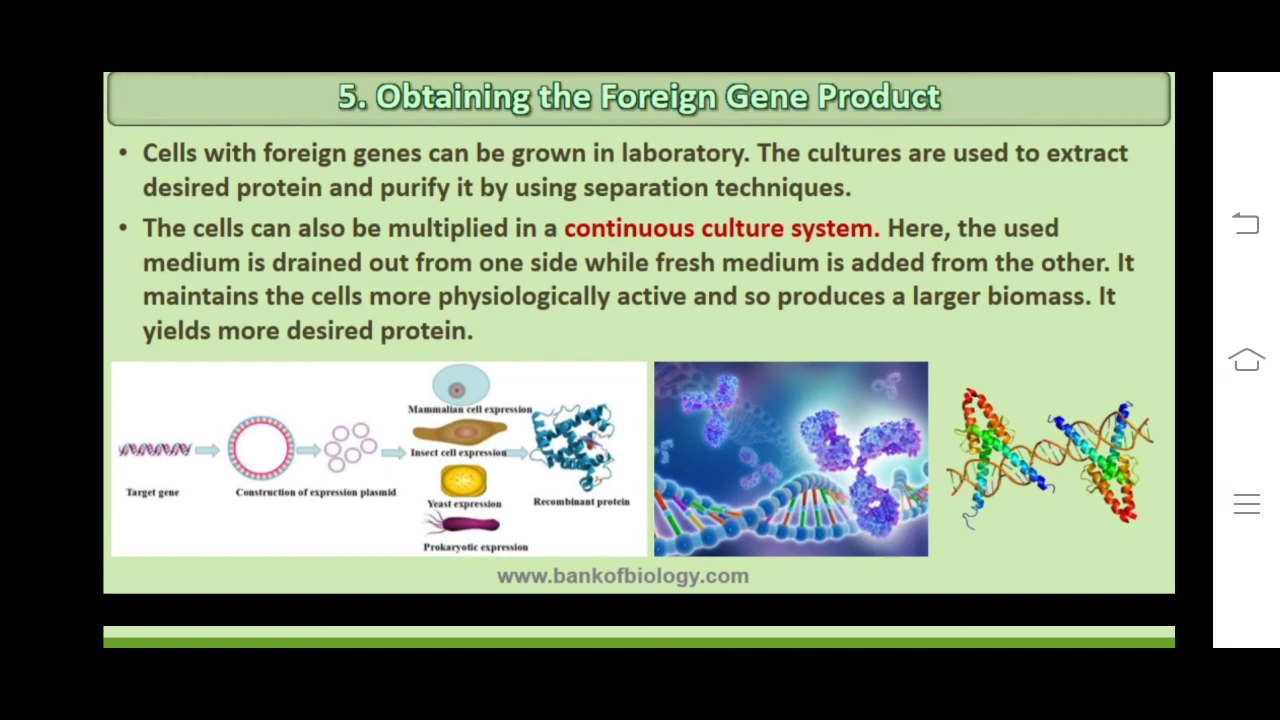 5. Obtaining the Foreign Gene Product
• Cells with foreign genes can be grown in laboratory. The cultures are used to extract
desired protein and purify it by using separation techniques.
• The cells can also be multiplied in a continuous culture system. Here, the used
medium is drained out from one side while fresh medium is added from the other. It
maintains the cells more physiologically active and so produces a larger biomass. It
yields more desired protein.
Target gene
Construction of expression plasmid
Mammalian cell expression
Insect cell expression
Yeast expression
Prokaryotic expression
Recombinant protein
www.bankofbiology.com